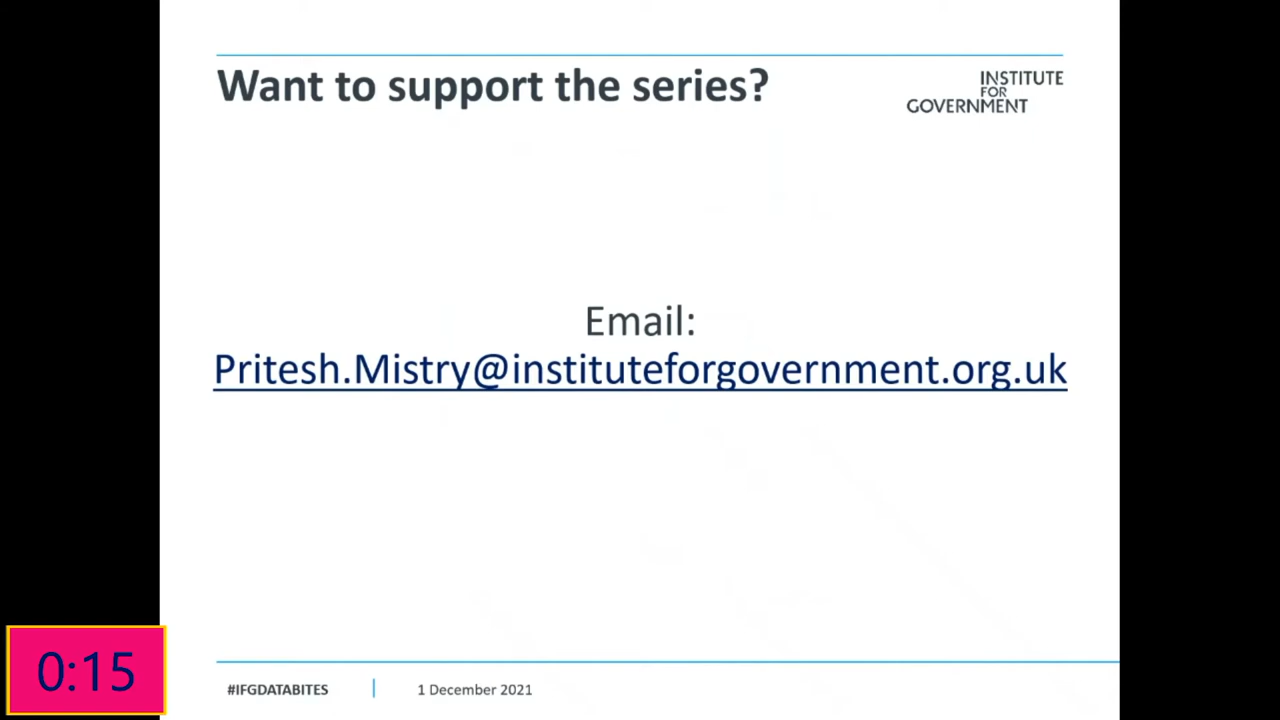 Want to support the series?
INSTITUTE
FOR
GOVERNMENT
Email:
Pritesh.Mistry@instituteforgovernment.org.uk
0:15
#IFGDATABITES
1 December 2021